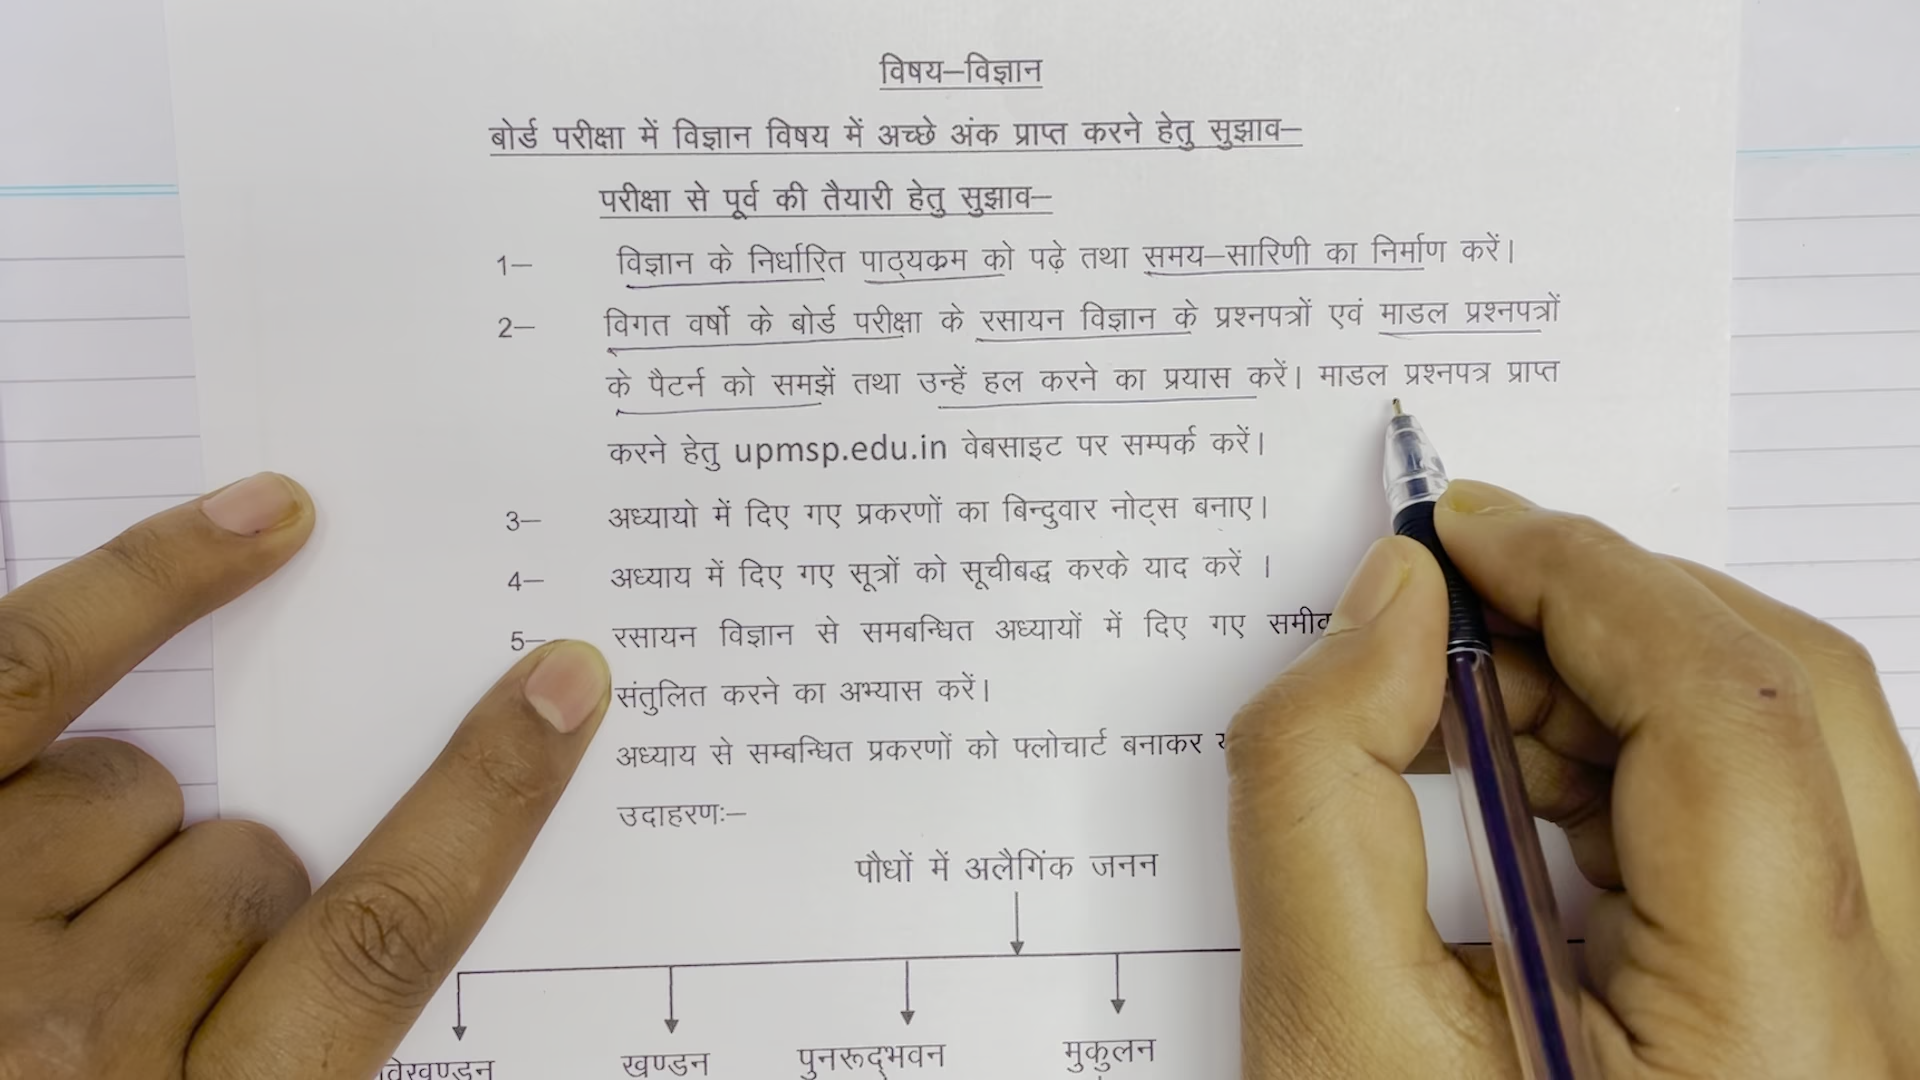 विषय–विज्ञान
बोर्ड परीक्षा में विज्ञान विषय में अच्छे अंक प्राप्त करने हेतु सुझाव–
परीक्षा से पूर्व की तैयारी हेतु सुझाव–
1– विज्ञान के निर्धारित पाठ्यक्रम को पढ़े तथा समय–सारिणी का निर्माण करें।
2– विगत वर्षो के बोर्ड परीक्षा के रसायन विज्ञान के प्रश्नपत्रों एवं माडल प्रश्नपत्रों
के पैटर्न को समझें तथा उन्हें हल करने का प्रयास करें। माडल प्रश्नपत्र प्राप्त
करने हेतु upmsp.edu.in वेबसाइट पर सम्पर्क करें।
3– अध्यायो में दिए गए प्रकरणों का बिन्दुवार नोट्स बनाए।
4– अध्याय में दिए गए सूत्रों को सूचीबद्ध करके याद करें ।
5– रसायन विज्ञान से समबन्धित अध्यायों में दिए गए
संतुलित करने का अभ्यास करें।
अध्याय से सम्बन्धित प्रकरणों को फ्लोचार्ट बनाकर
उदाहरणः–
पौधों में अलैगिंक जनन
खण्डन पुनरूद्भवन मुकुलन